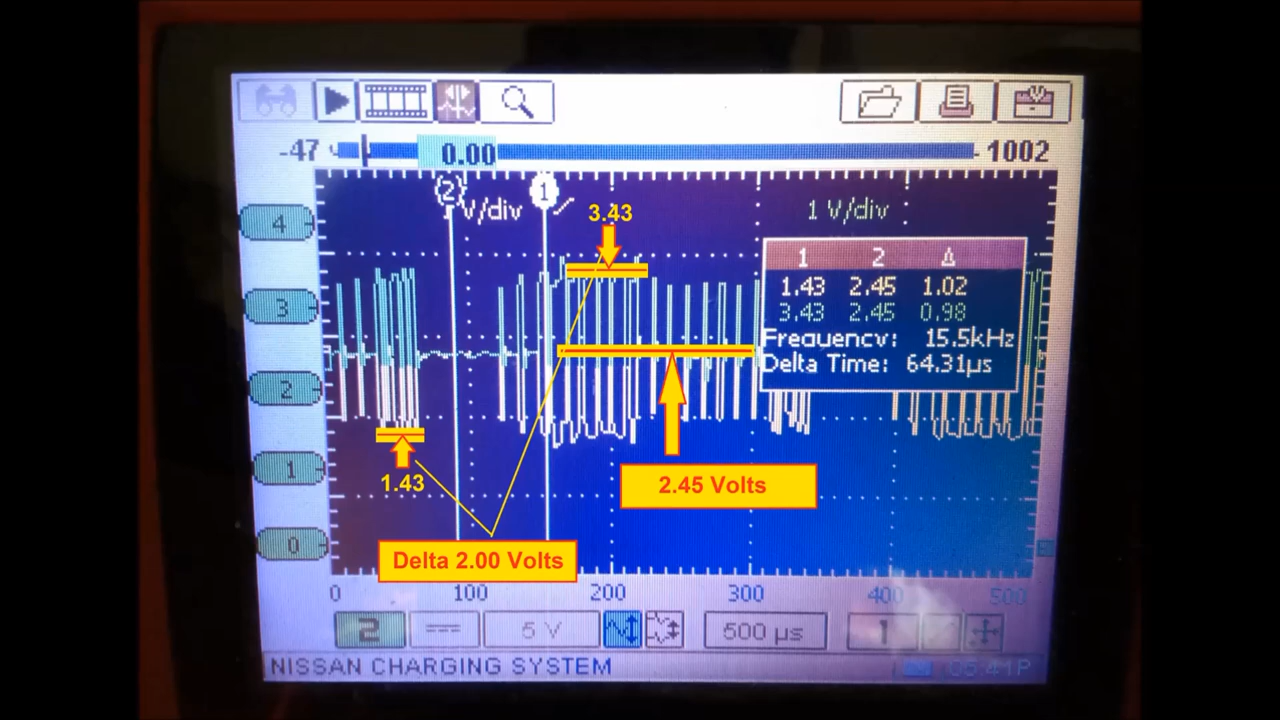 -47
0.00
1002
2
1
V/div
3.43
1 V/div
4
3
2
1
0
1 2 Δ
1.43 2.45 1.02
3.43 2.45 0.98
Frequency: 15.5kHz
Delta Time: 64.31µs
1.43
2.45 Volts
Delta 2.00 Volts
0 100 200 300 400 500
2 5 V 500 µs 1
NISSAN CHARGING SYSTEM
05:41P